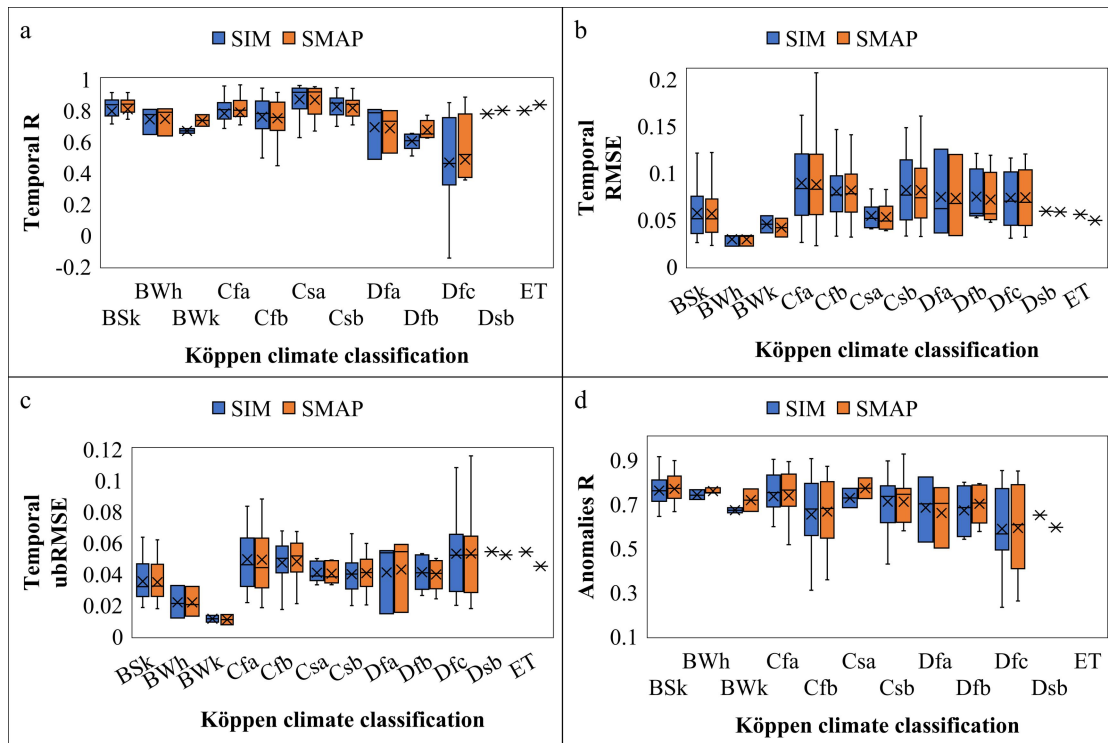 a
SIM SMAP
Temporal R
1
0.8
0.6
0.4
0.2
0
-0.2
BWh Cfa Csa Dfa Dfc ET
BSk BWk Cfb Csb Dfb Dsb
Köppen climate classification
b
SIM SMAP
Temporal
RMSE
0.2
0.15
0.1
0.05
0
BSk BWh BWk Cfa Cfb Csa Csb Dfa Dfb Dfc Dsb ET
Köppen climate classification
c
SIM SMAP
Temporal
ubRMSE
0.12
0.1
0.08
0.06
0.04
0.02
0
BSk BWh BWk Cfa Cfb Csa Csb Dfa Dfb Dfc Dsb ET
Köppen climate classification
d
SIM SMAP
Anomalies R
0.9
0.7
0.5
0.3
0.1
BWh Cfa Csa Dfa Dfc ET
BSk BWk Cfb Csb Dfb Dsb
Köppen climate classification